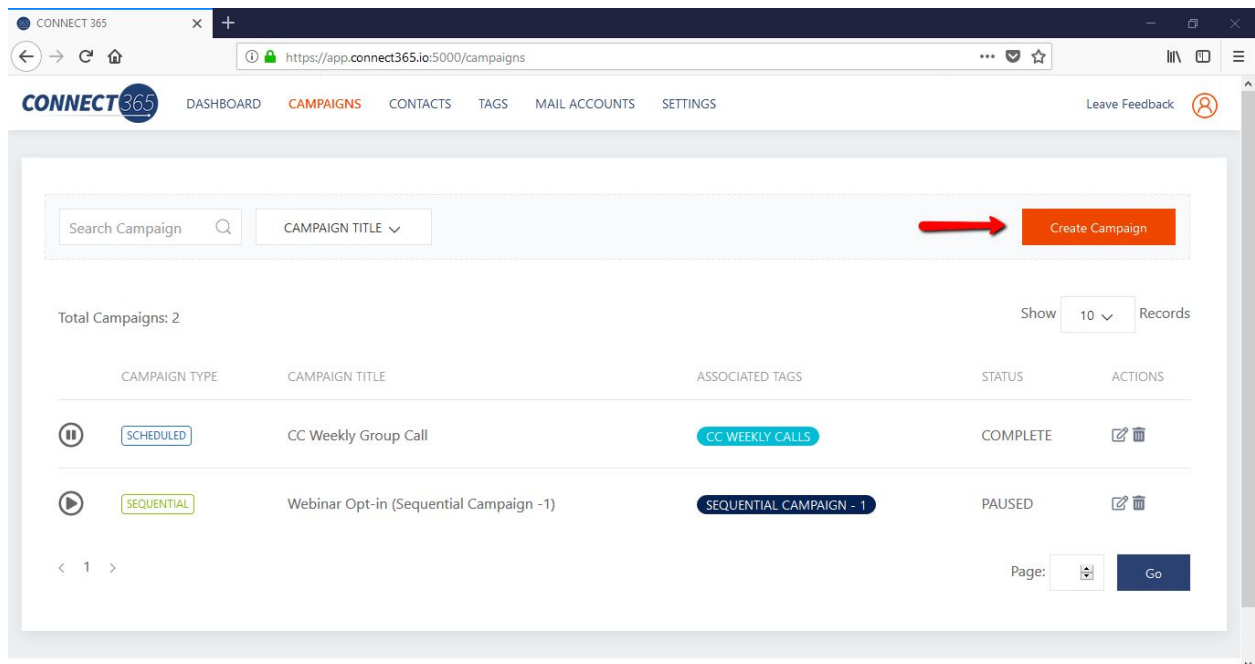 CONNECT 365
https://app.connect365.io:5000/campaigns
CONNECT 365 DASHBOARD CAMPAIGNS CONTACTS TAGS MAIL ACCOUNTS SETTINGS Leave Feedback
Search Campaign CAMPAIGN TITLE Create Campaign
Total Campaigns: 2 Show 10 Records
CAMPAIGN TYPE CAMPAIGN TITLE ASSOCIATED TAGS STATUS ACTIONS
SCHEDULED CC Weekly Group Call CC WEEKLY CALLS COMPLETE
SEQUENTIAL Webinar Opt-in (Sequential Campaign -1) SEQUENTIAL CAMPAIGN - 1 PAUSED
< 1 > Page: Go